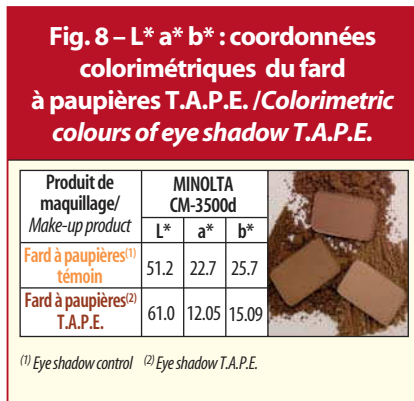 Fig. 8 – L* a* b* : coordonnées
colorimétriques du fard
à paupières T.A.P.E. /Colorimetric
colours of eye shadow T.A.P.E.
Produit de maquillage/ Make-up product
MINOLTA CM-3500d
L* a* b*
Fard à paupières(1) témoin 51.2 22.7 25.7
Fard à paupières(2) T.A.P.E. 61.0 12.05 15.09
(1) Eye shadow control (2) Eye shadow T.A.P.E.